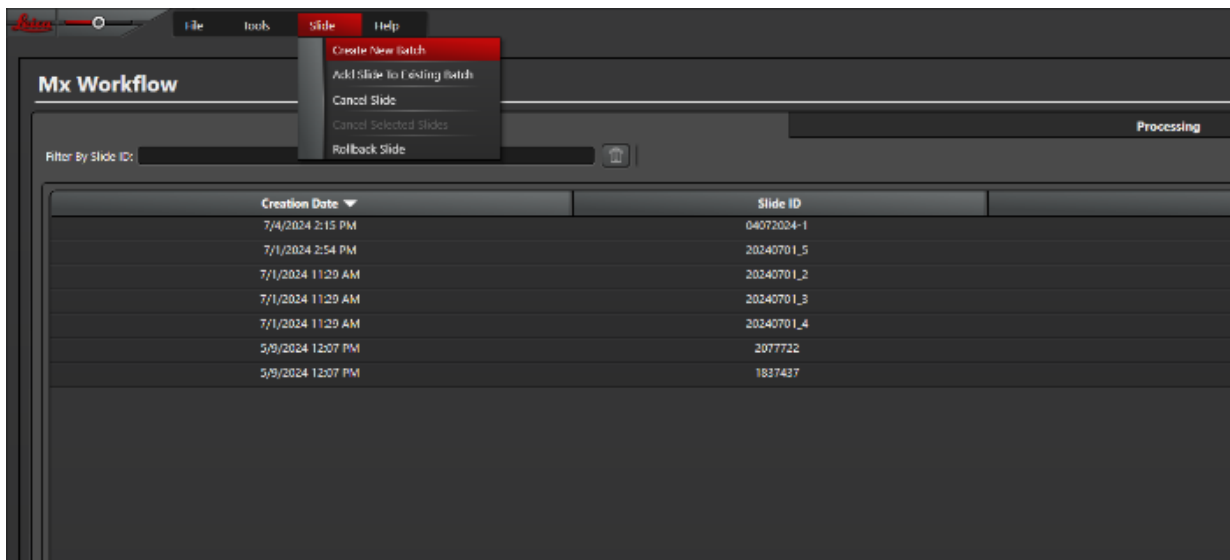 Leica
File Tools Slide Help
Create New Batch
Add Slide To Existing Batch
Cancel Slide
Cancel Selected Slides
Rollback Slide
Mx Workflow
Processing
Filter By Slide ID:
Creation Date Slide ID
7/4/2024 2:15 PM 04072024-1
7/1/2024 2:54 PM 20240701_5
7/1/2024 11:29 AM 20240701_2
7/1/2024 11:29 AM 20240701_3
7/1/2024 11:29 AM 20240701_4
5/9/2024 12:07 PM 2077722
5/9/2024 12:07 PM 1837437